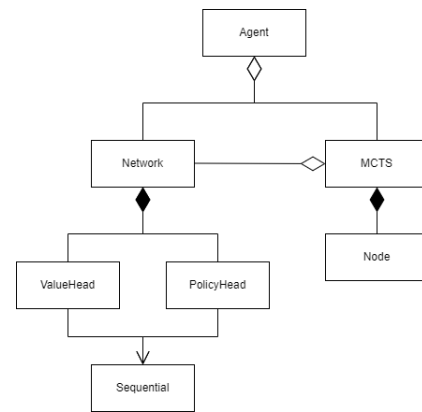 Agent
Network
MCTS
ValueHead
PolicyHead
Node
Sequential